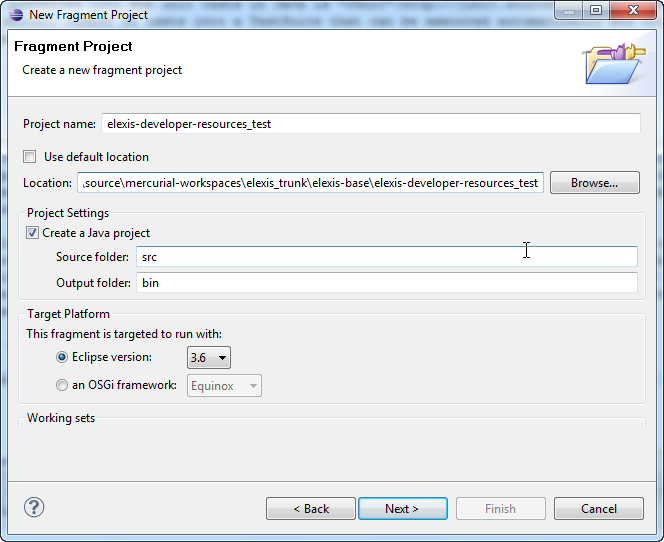 New Fragment Project
Fragment Project
Create a new fragment project
Project name: elexis-developer-resources_test
Use default location
Location: .source\mercurial-workspaces\elexis_trunk\elexis-base\elexis-developer-resources_test Browse...
Project Settings
Create a Java project
Source folder: src
Output folder: bin
Target Platform
This fragment is targeted to run with:
Eclipse version: 3.6
an OSGi framework: Equinox
Working sets
? < Back Next > Finish Cancel